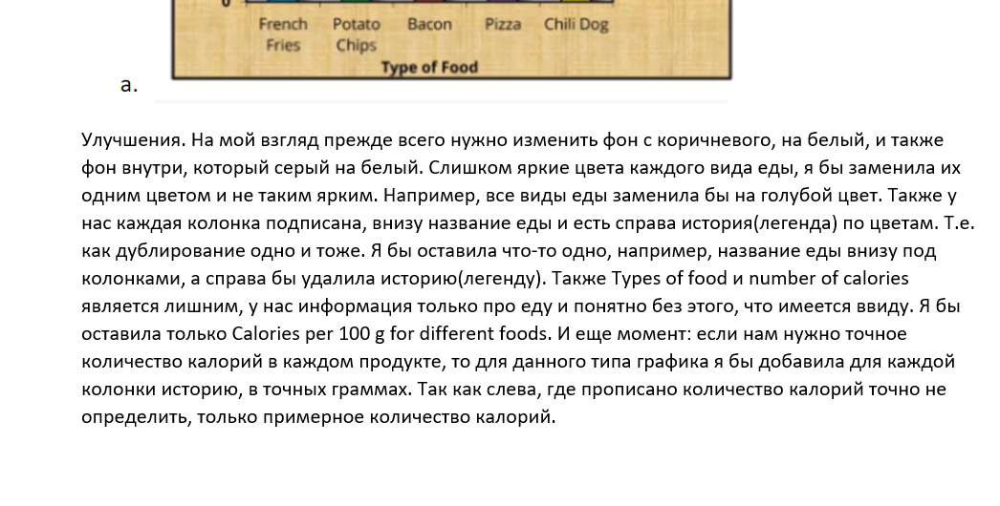 0
French Potato Bacon Pizza Chili Dog
Fries Chips
Type of Food
a.
Улучшения. На мой взгляд прежде всего нужно изменить фон с коричневого, на белый, и также
фон внутри, который серый на белый. Слишком яркие цвета каждого вида еды, я бы заменила их
одним цветом и не таким ярким. Например, все виды еды заменила бы на голубой цвет. Также у
нас каждая колонка подписана, внизу название еды и есть справа история(легенда) по цветам. Т.е.
как дублирование одно и тоже. Я бы оставила что-то одно, например, название еды внизу под
колонками, а справа бы удалила историю(легенду). Также Types of food и number of calories
является лишним, у нас информация только про еду и понятно без этого, что имеется ввиду. Я бы
оставила только Calories per 100 g for different foods. И еще момент: если нам нужно точное
количество калорий в каждом продукте, то для данного типа графика я бы добавила для каждой
колонки историю, в точных граммах. Так как слева, где прописано количество калорий точно не
определить, только примерное количество калорий.